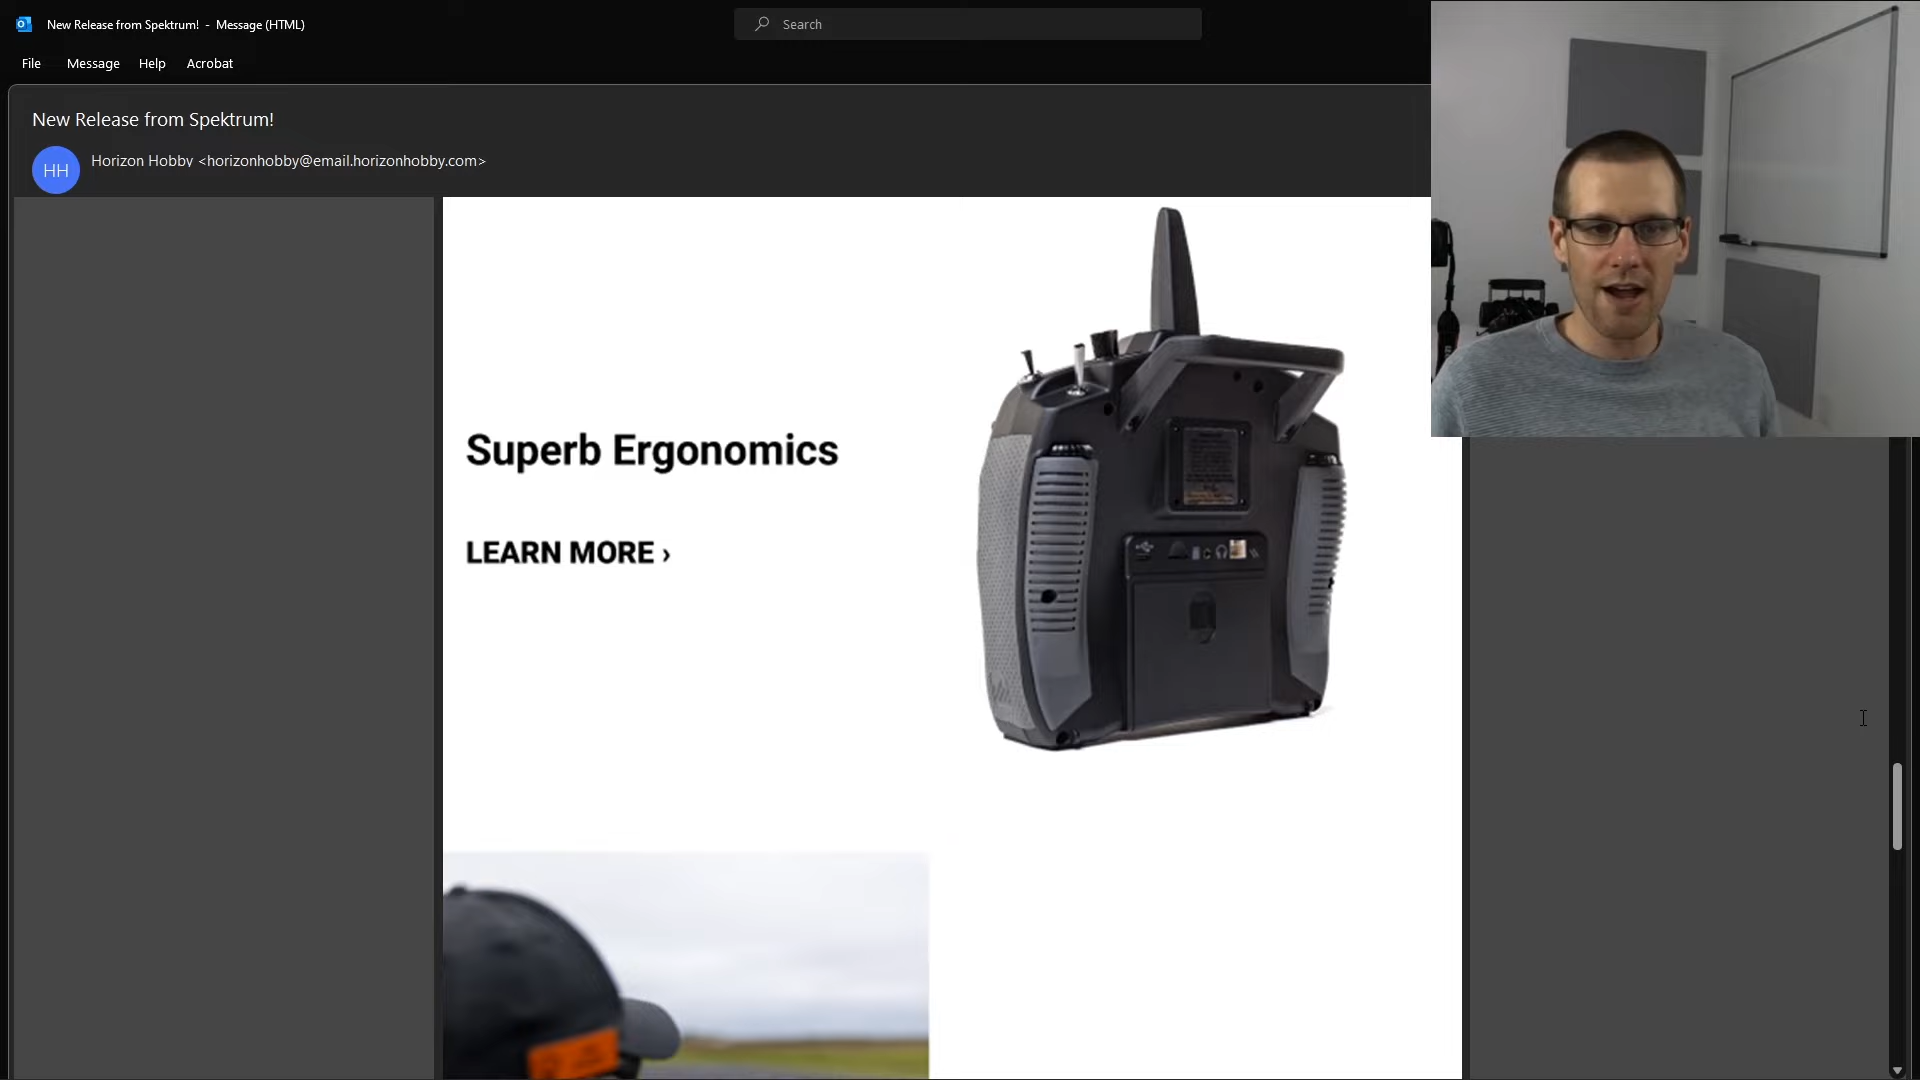 New Release from Spektrum! - Message (HTML)
Search
File Message Help Acrobat
New Release from Spektrum!
HH
Horizon Hobby <horizonhobby@email.horizonhobby.com>
Superb Ergonomics
LEARN MORE ›